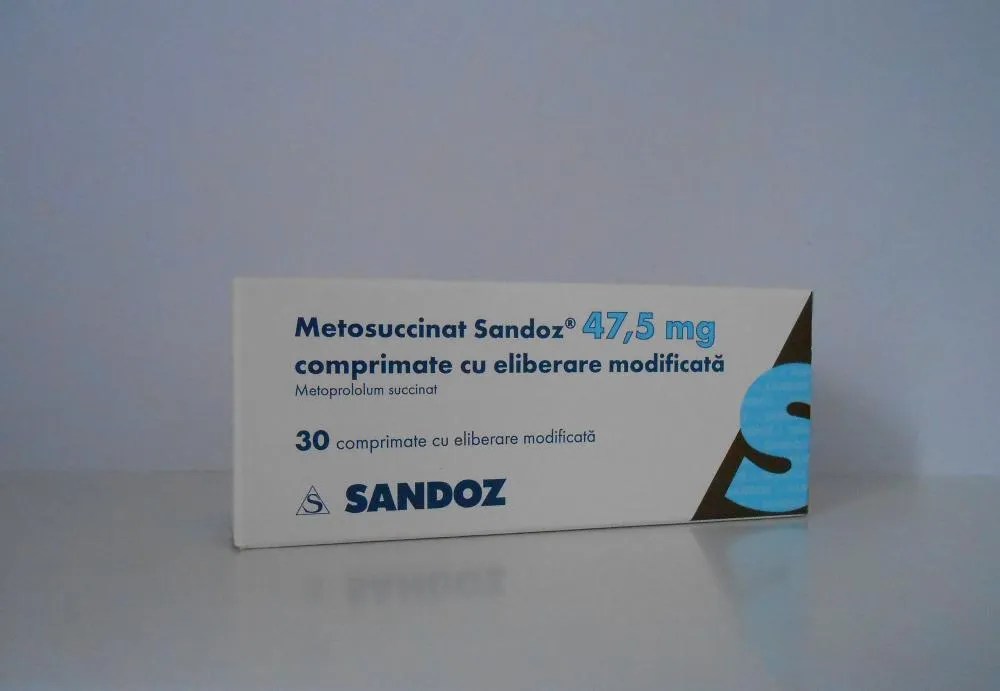 Metosuccinat Sandoz® 47,5 mg
comprimate cu eliberare modificată
Metoprololum succinat
30 comprimate cu eliberare modificată
S SANDOZ
S